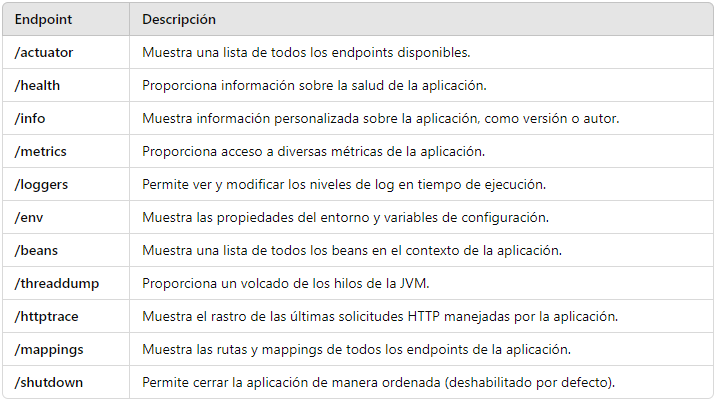 Endpoint Descripción
/actuator Muestra una lista de todos los endpoints disponibles.
/health Proporciona información sobre la salud de la aplicación.
/info Muestra información personalizada sobre la aplicación, como versión o autor.
/metrics Proporciona acceso a diversas métricas de la aplicación.
/loggers Permite ver y modificar los niveles de log en tiempo de ejecución.
/env Muestra las propiedades del entorno y variables de configuración.
/beans Muestra una lista de todos los beans en el contexto de la aplicación.
/threaddump Proporciona un volcado de los hilos de la JVM.
/httptrace Muestra el rastro de las últimas solicitudes HTTP manejadas por la aplicación.
/mappings Muestra las rutas y mappings de todos los endpoints de la aplicación.
/shutdown Permite cerrar la aplicación de manera ordenada (deshabilitado por defecto).